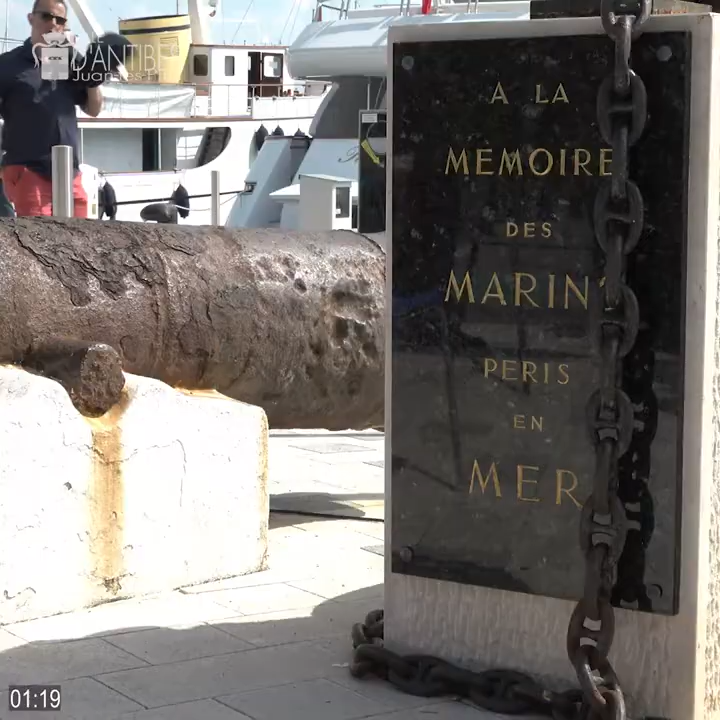 D'ANTIBES
Juan-les-Pins
A LA
MEMOIRE
DES
MARINS
PERIS
EN
MER
01:19